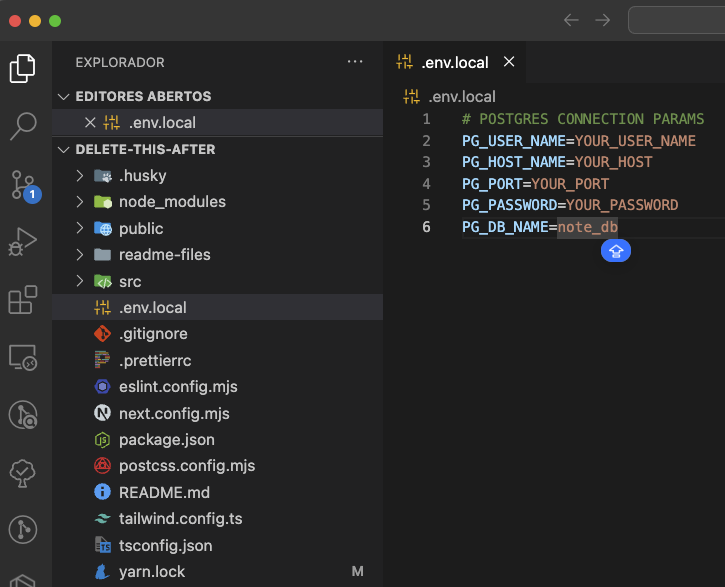 EXPLORADOR
EDITORES ABERTOS
.env.local
DELETE-THIS-AFTER
.husky
node_modules
public
readme-files
src
.env.local
.gitignore
.prettierrc
eslint.config.mjs
next.config.mjs
package.json
postcss.config.mjs
README.md
tailwind.config.ts
tsconfig.json
yarn.lock M
1
.env.local
.env.local
1 # POSTGRES CONNECTION PARAMS
2 PG_USER_NAME=YOUR_USER_NAME
3 PG_HOST_NAME=YOUR_HOST
4 PG_PORT=YOUR_PORT
5 PG_PASSWORD=YOUR_PASSWORD
6 PG_DB_NAME=note_db